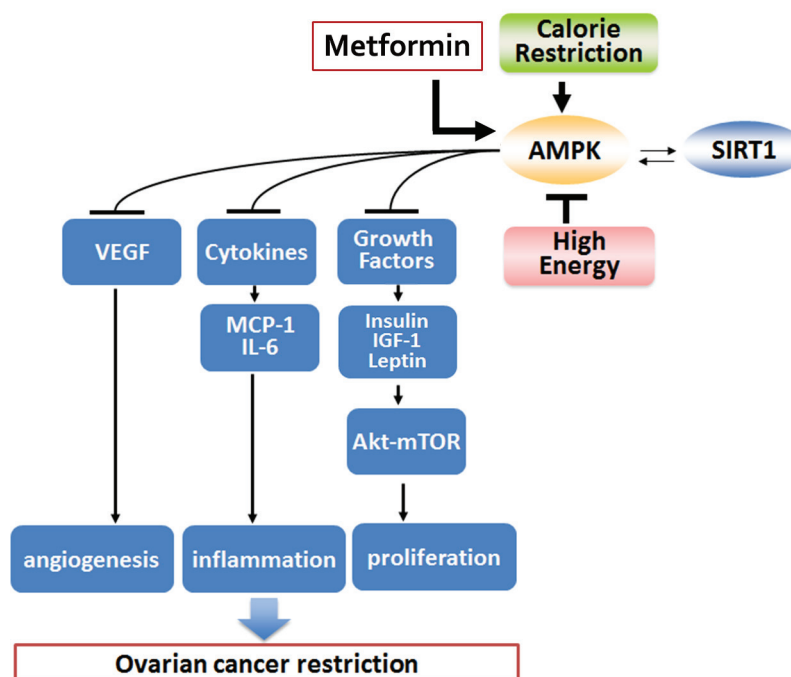 Metformin
Calorie
Restriction
AMPK
SIRT1
VEGF
Cytokines
Growth
Factors
High
Energy
MCP-1
IL-6
Insulin
IGF-1
Leptin
Akt-mTOR
angiogenesis
inflammation
proliferation
Ovarian cancer restriction